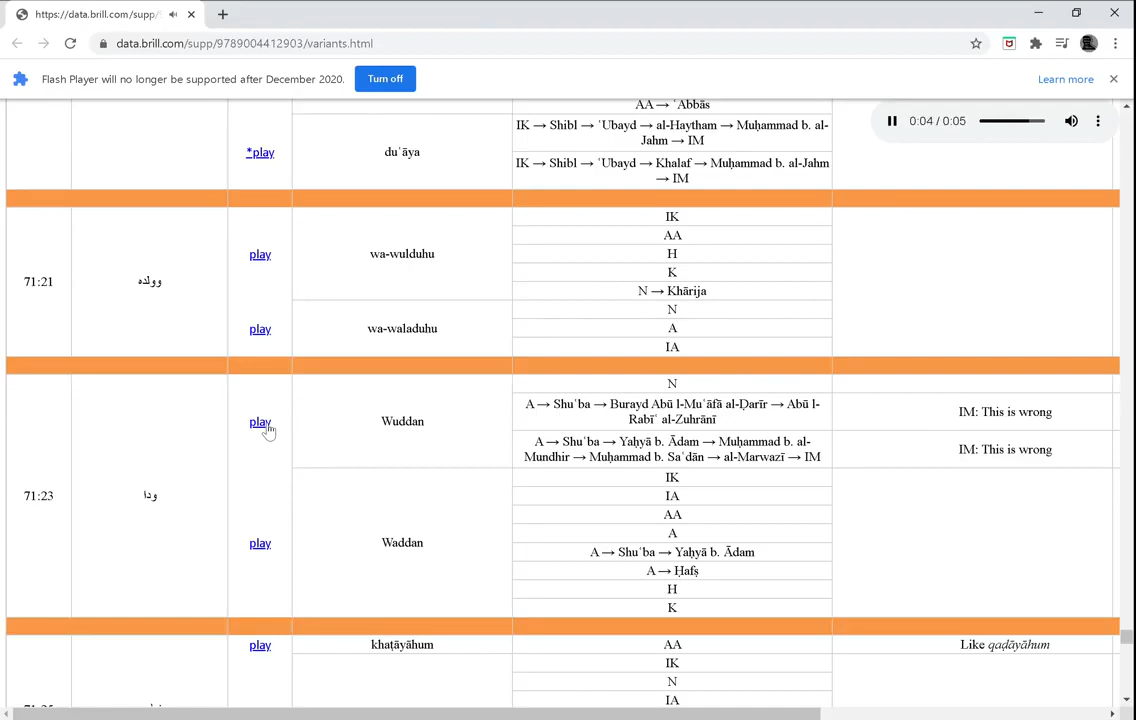 https://data.brill.com/supp/
data.brill.com/supp/9789004412903/variants.html
Flash Player will no longer be supported after December 2020.
Turn off
Learn more
0:04 / 0:05
AA → ʿAbbās
*play
duʿāya
IK → Shibl → ʿUbayd → al-Haytham → Muḥammad b. al-
Jahm → IM
IK → Shibl → ʿUbayd → Khalaf → Muḥammad b. al-Jahm
→ IM
71:21
وولده
play
wa-wulduhu
IK
AA
H
K
N → Khārija
play
wa-waladuhu
N
A
IA
71:23
ودا
play
Wuddan
N
A → Shuʿba → Burayd Abū l-Muʿāfā al-Ḍarīr → Abū l-
Rabīʿ al-Zuhrānī
IM: This is wrong
A → Shuʿba → Yaḥyā b. Ādam → Muḥammad b. al-
Mundhir → Muḥammad b. Saʿdān → al-Marwazī → IM
IM: This is wrong
play
Waddan
IK
IA
AA
A
A → Shuʿba → Yaḥyā b. Ādam
A → Ḥafṣ
H
K
play
khaṭāyāhum
AA
Like qaḍāyāhum
IK
N
IA